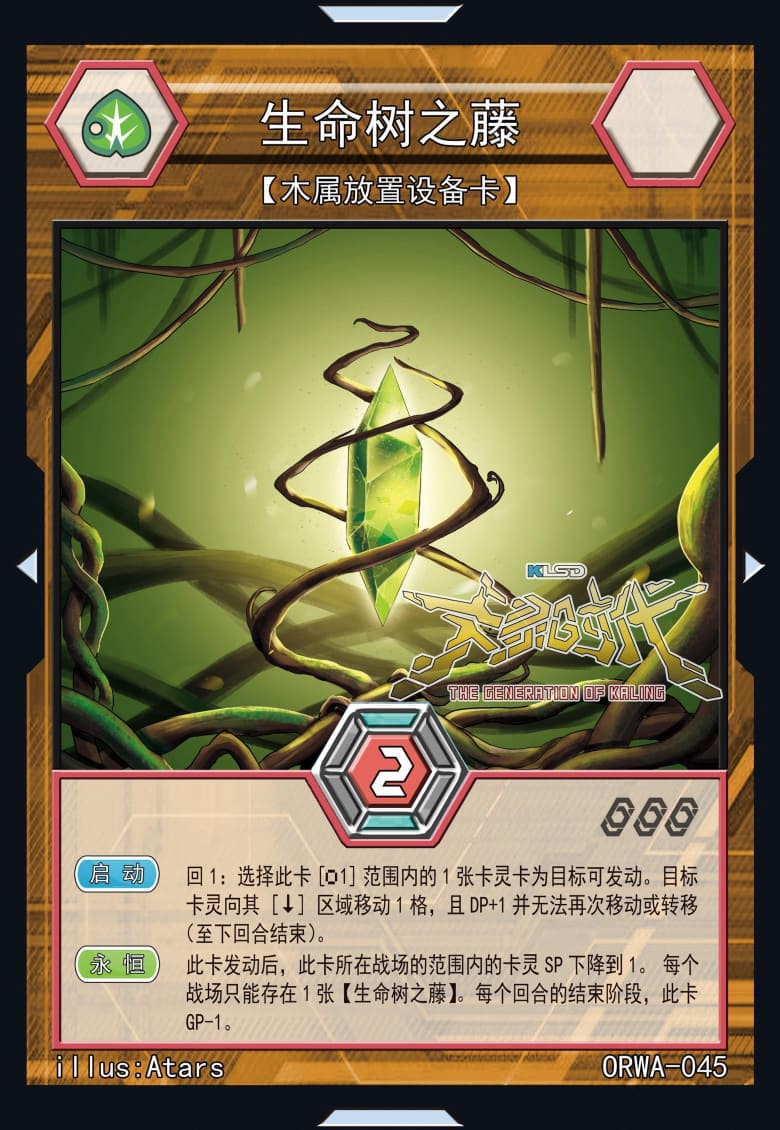 生命树之藤
【木属放置设备卡】
KLSD
卡灵时代
THE GENERATION OF KALING
2
启动
回1：选择此卡[o1]范围内的1张卡灵卡为目标可发动。目标
卡灵向其[↓]区域移动1格，且DP+1并无法再次移动或转移
（至下回合结束）。
永恒
此卡发动后，此卡所在战场的范围内的卡灵SP下降到1。每个
战场只能存在1张【生命树之藤】。每个回合的结束阶段，此卡
GP-1。
illus:Atars
ORWA-045